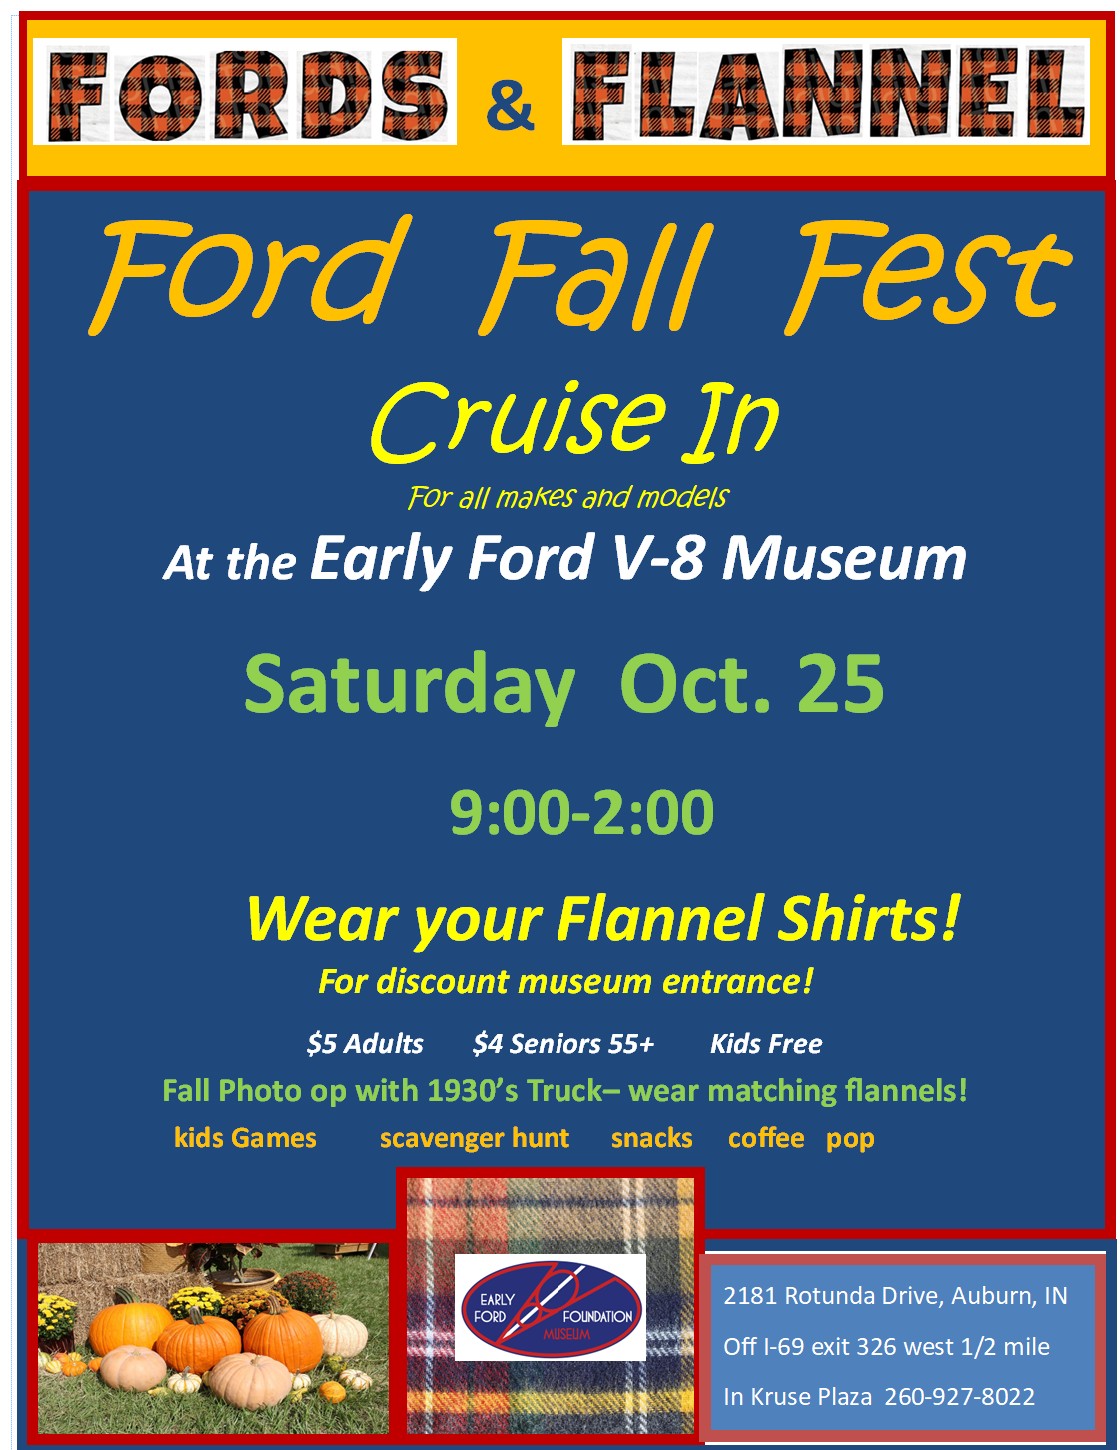 FORDS & FLANNEL
Ford Fall Fest
Cruise In
For all makes and models
At the Early Ford V-8 Museum
Saturday Oct. 25
9:00-2:00
Wear your Flannel Shirts!
For discount museum entrance!
$5 Adults $4 Seniors 55+ Kids Free
Fall Photo op with 1930’s Truck– wear matching flannels!
kids Games scavenger hunt snacks coffee pop
EARLY
FORD FOUNDATION
MUSEUM
2181 Rotunda Drive, Auburn, IN
Off I-69 exit 326 west 1/2 mile
In Kruse Plaza 260-927-8022